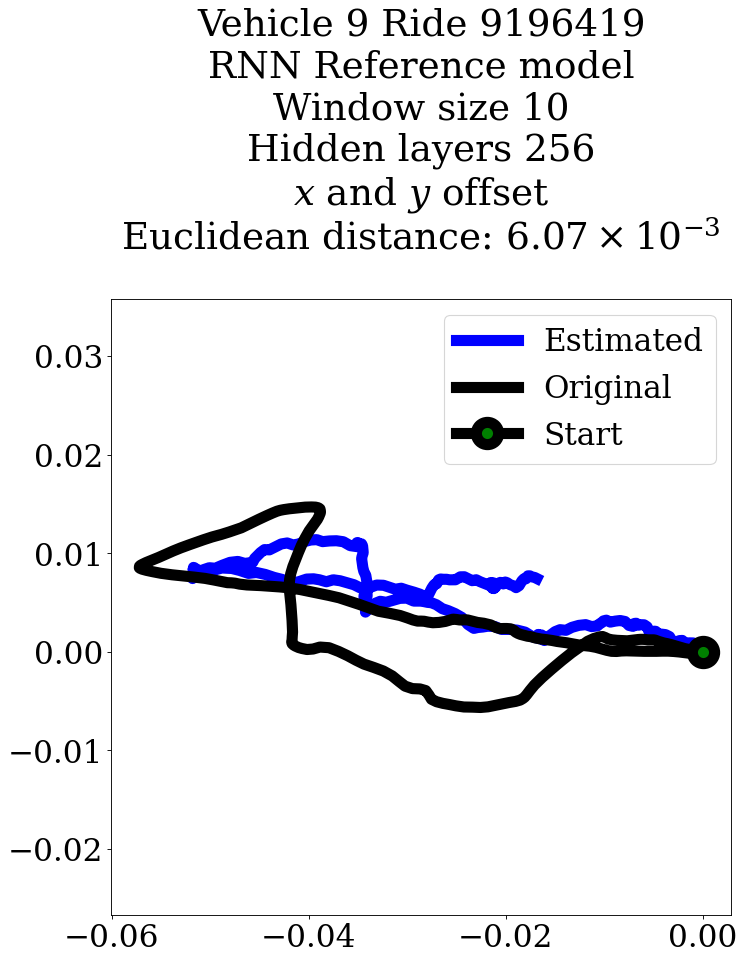 Vehicle 9 Ride 9196419
RNN Reference model
Window size 10
Hidden layers 256
x and y offset
Euclidean distance: 6.07 × 10⁻³
Estimated
Original
Start
0.03
0.02
0.01
0.00
−0.01
−0.02
−0.06 −0.04 −0.02 0.00